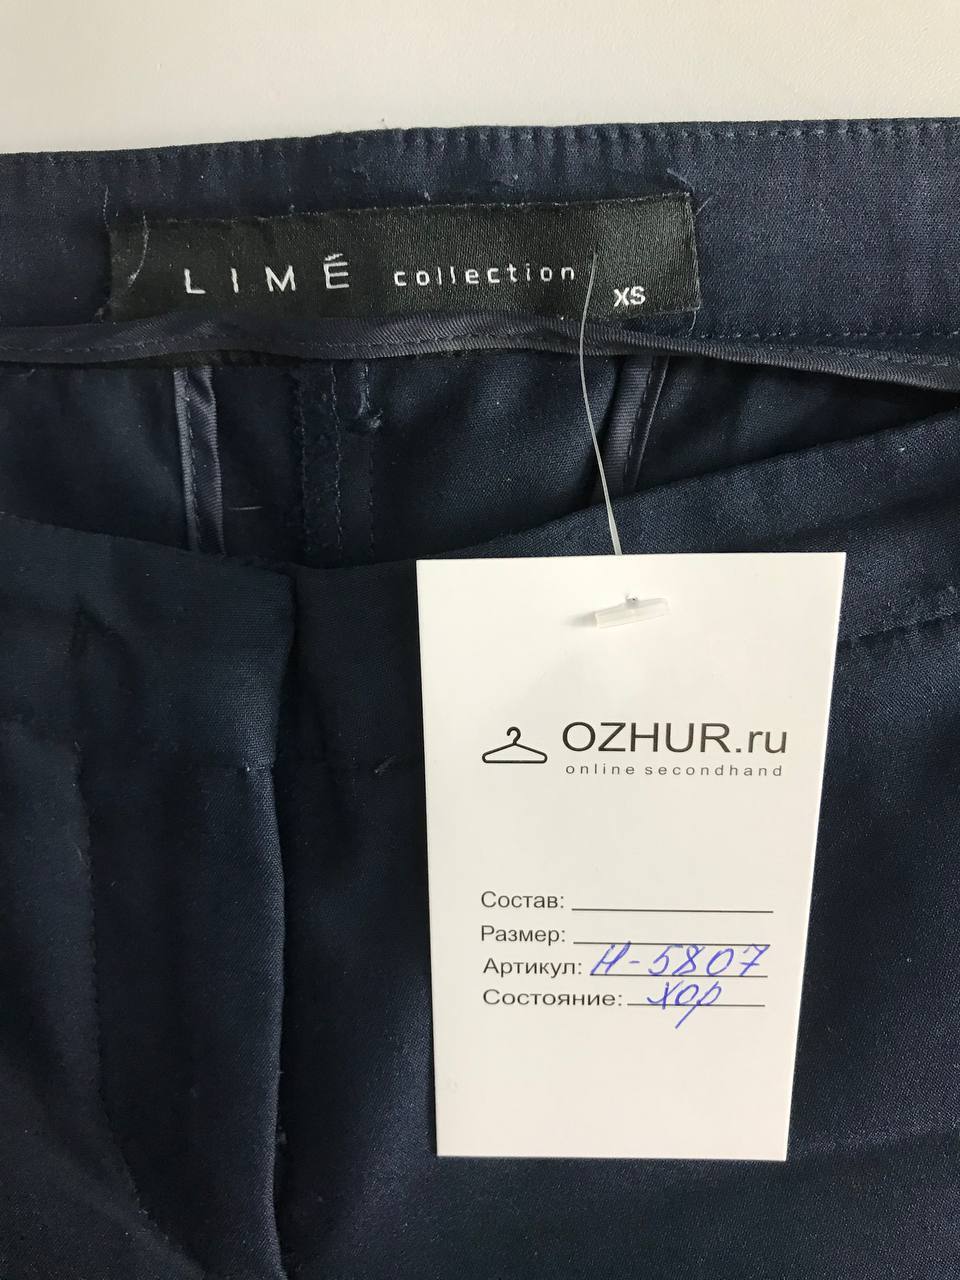 LIMÉ collection
XS
OZHUR.ru
online secondhand
Состав:
Размер:
Артикул: Н-5807
Состояние: хор